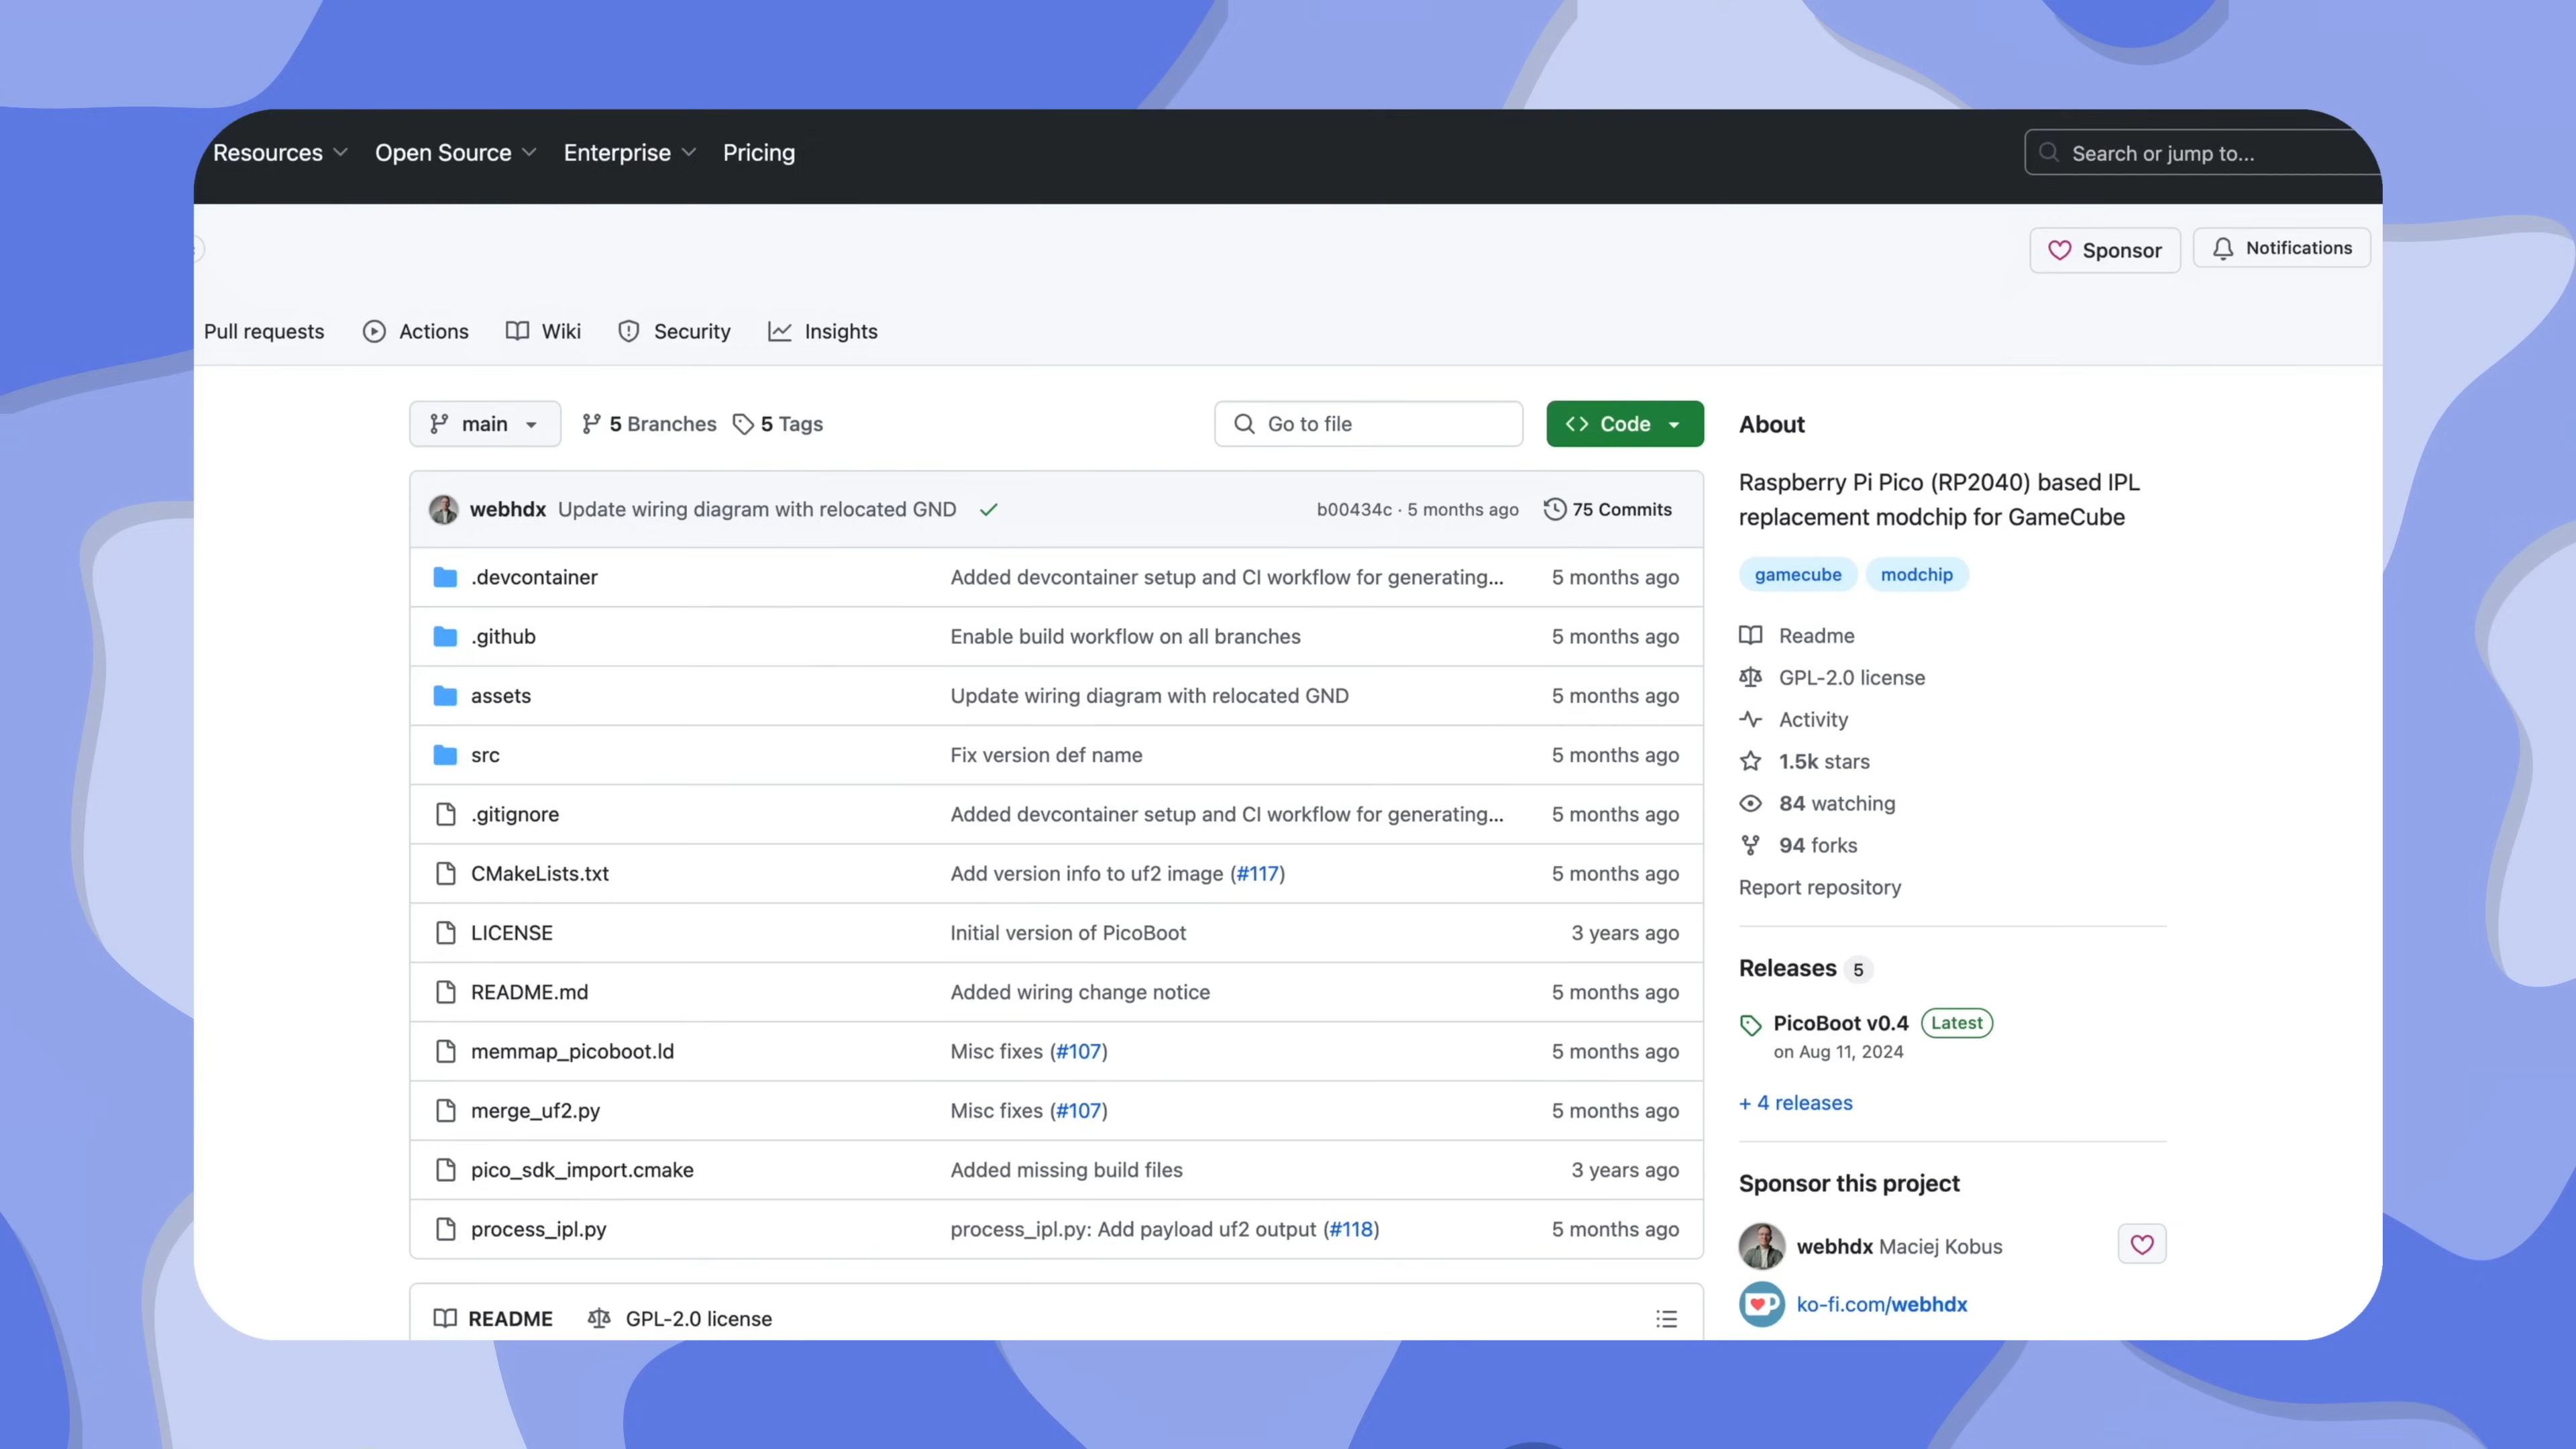 Resources Open Source Enterprise Pricing Search or jump to...
Sponsor Notifications
Pull requests Actions Wiki Security Insights
main 5 Branches 5 Tags Go to file Code
webhdx Update wiring diagram with relocated GND b00434c · 5 months ago 75 Commits
.devcontainer Added devcontainer setup and CI workflow for generating... 5 months ago
.github Enable build workflow on all branches 5 months ago
assets Update wiring diagram with relocated GND 5 months ago
src Fix version def name 5 months ago
.gitignore Added devcontainer setup and CI workflow for generating... 5 months ago
CMakeLists.txt Add version info to uf2 image (#117) 5 months ago
LICENSE Initial version of PicoBoot 3 years ago
README.md Added wiring change notice 5 months ago
memmap_picoboot.ld Misc fixes (#107) 5 months ago
merge_uf2.py Misc fixes (#107) 5 months ago
pico_sdk_import.cmake Added missing build files 3 years ago
process_ipl.py process_ipl.py: Add payload uf2 output (#118) 5 months ago
README GPL-2.0 license
About
Raspberry Pi Pico (RP2040) based IPL
replacement modchip for GameCube
gamecube modchip
Readme
GPL-2.0 license
Activity
1.5k stars
84 watching
94 forks
Report repository
Releases 5
PicoBoot v0.4 Latest
on Aug 11, 2024
+ 4 releases
Sponsor this project
webhdx Maciej Kobus
ko-fi.com/webhdx